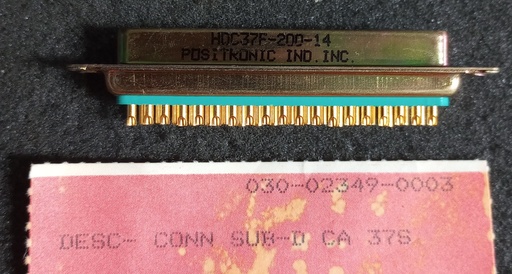 HDC37F-200-14
POSITRONIC IND. INC.
030-02349-0003
DESC- CONN SUB-D CA 37S